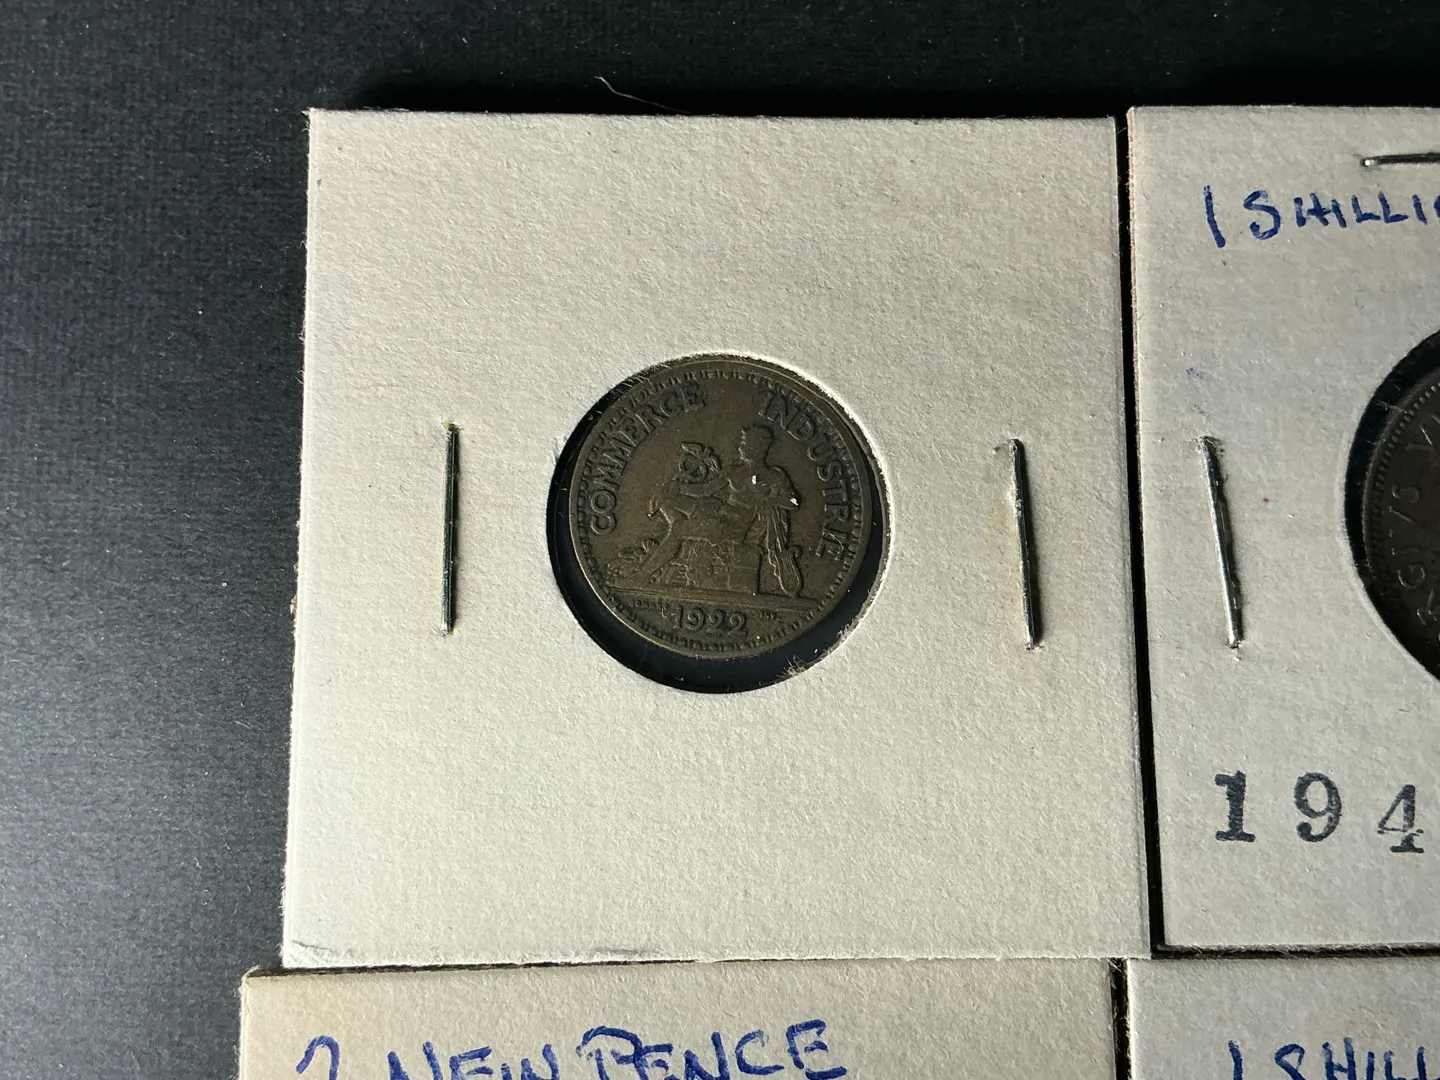 COMMERCE INDUSTRIE
1922
1 SHILLI
194
2 NEW PENCE
1 SHILL